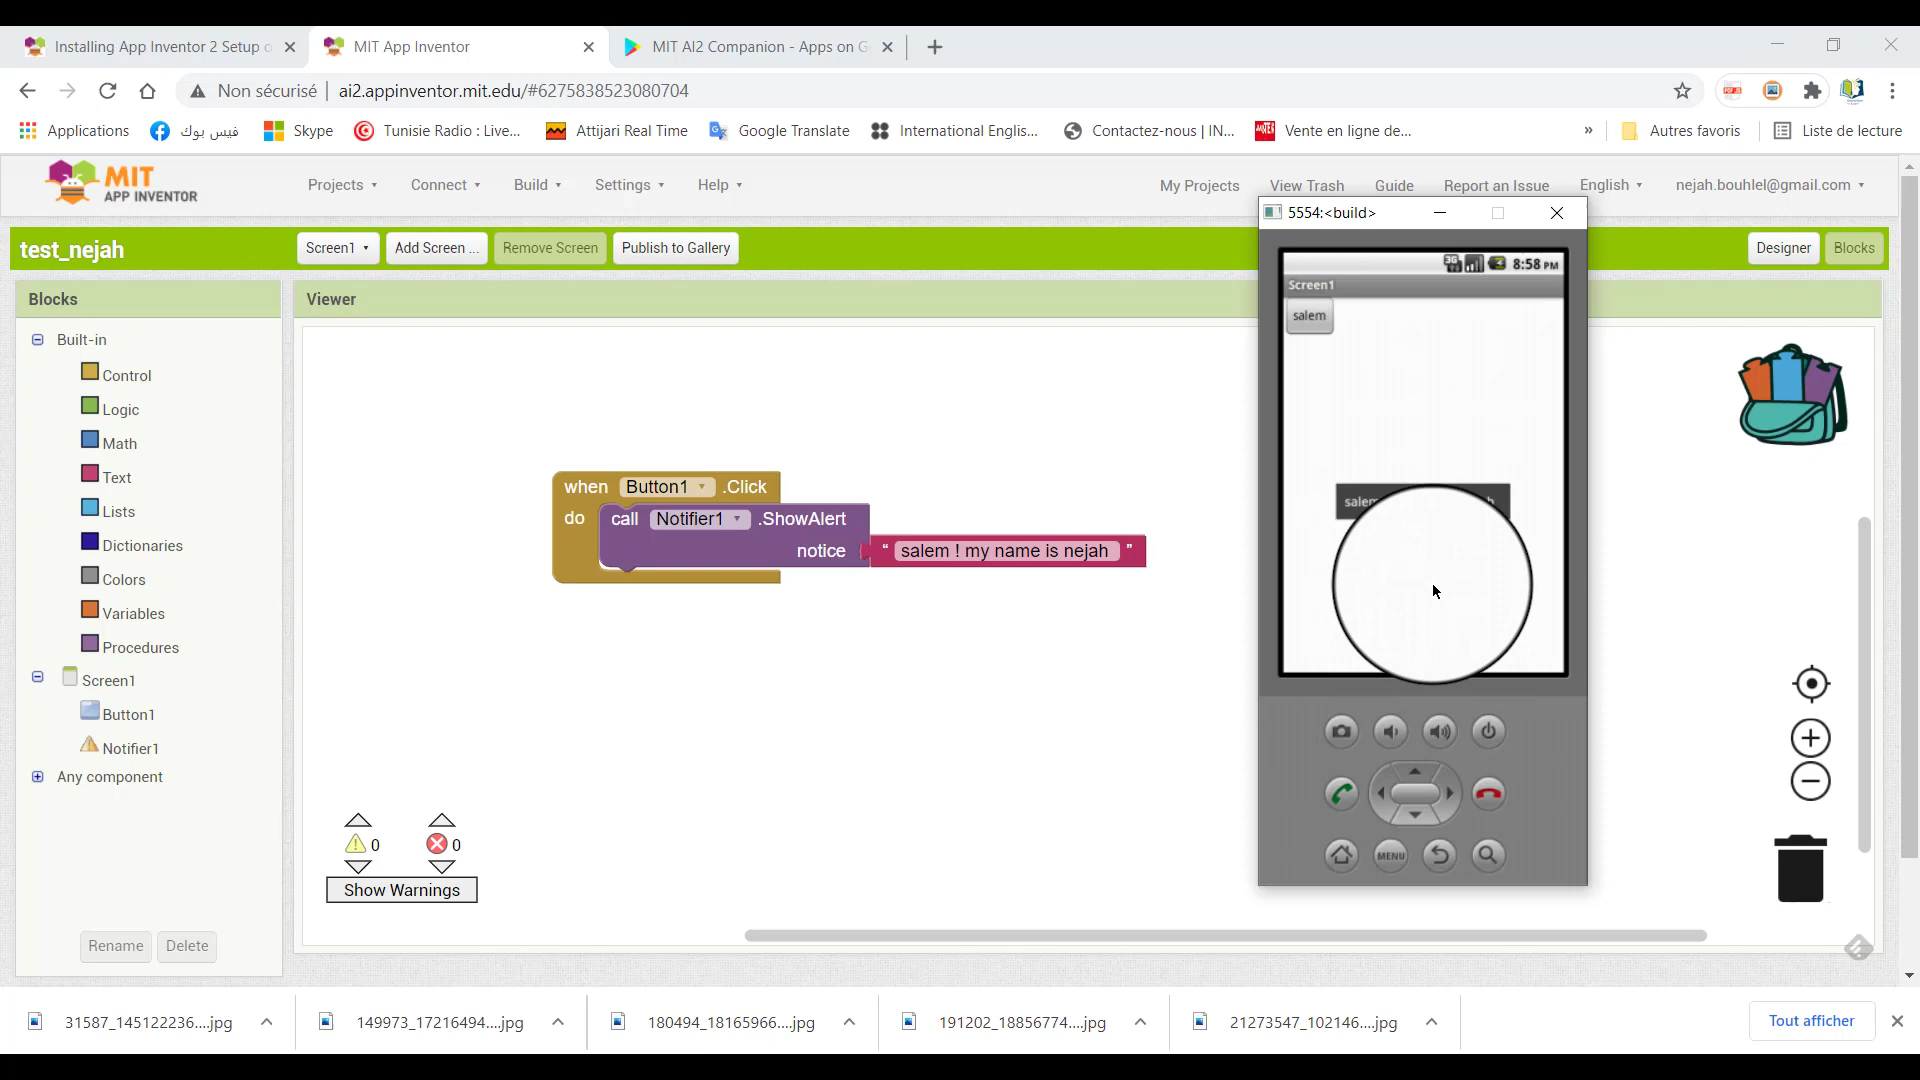 Installing App Inventor 2 Setup
MIT App Inventor
MIT AI2 Companion - Apps on G
Non sécurisé
ai2.appinventor.mit.edu/#6275838523080704
Applications
فيس بوك
Skype
Tunisie Radio : Live...
Attijari Real Time
Google Translate
International Englis...
Contactez-nous | IN...
Vente en ligne de...
»
Autres favoris
Liste de lecture
MIT
APP INVENTOR
Projects
Connect
Build
Settings
Help
My Projects
View Trash
Guide
Report an Issue
English
nejah.bouhlel@gmail.com
test_nejah
Screen1
Add Screen ...
Remove Screen
Publish to Gallery
Designer
Blocks
Blocks
Viewer
Built-in
Control
Logic
Math
Text
Lists
Dictionaries
Colors
Variables
Procedures
Screen1
Button1
Notifier1
Any component
Rename
Delete
when Button1 .Click
do call Notifier1 .ShowAlert
notice “ salem ! my name is nejah ”
0
0
Show Warnings
5554:<build>
3G
8:58 PM
Screen1
salem
salem
MENU
31587_145122236....jpg
149973_17216494....jpg
180494_18165966....jpg
191202_18856774....jpg
21273547_102146....jpg
Tout afficher